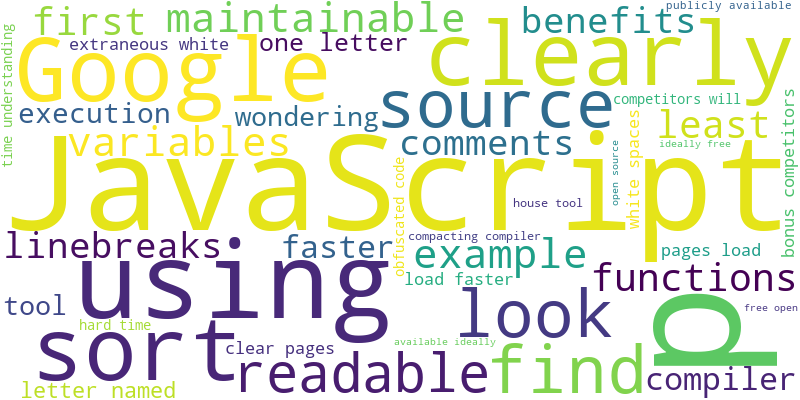 publicly available
first
maintainable
benefits
extraneous white
one letter
Google
clearly
time understanding
execution
wondering
source
competitors will
least
variables
comments
white spaces
ideally free
open source
bonus competitors
JavaScript
obfuscated code
house tool
linebreaks
faster
compacting compiler
example
pages load
using
load faster
functions
tool
look
p
free open
hard time
sort
clear pages
available ideally
readable
find
compiler
letter named